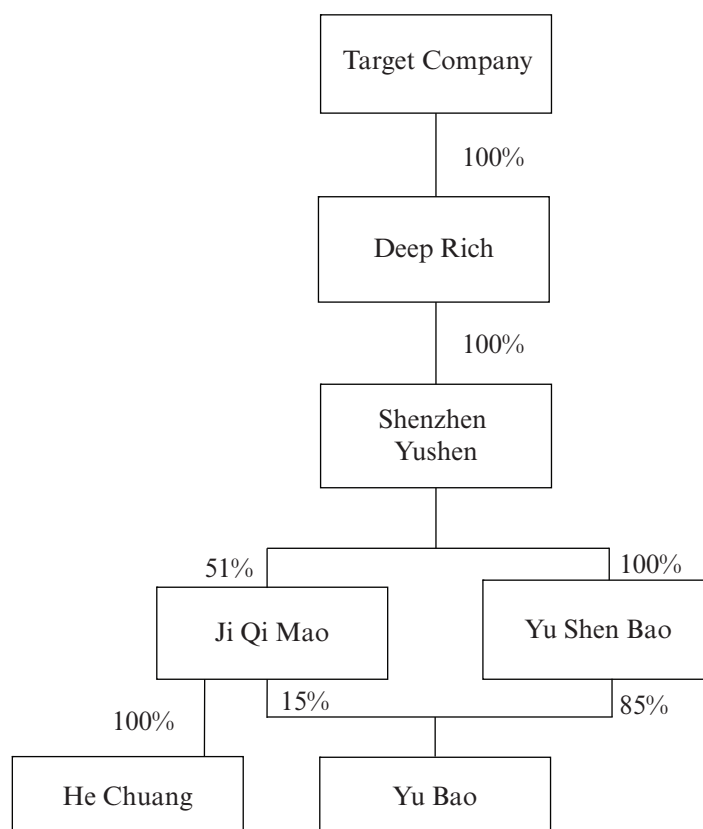 Target Company
100%
Deep Rich
100%
Shenzhen
Yushen
51%
100%
Ji Qi Mao
Yu Shen Bao
100%
15%
85%
He Chuang
Yu Bao